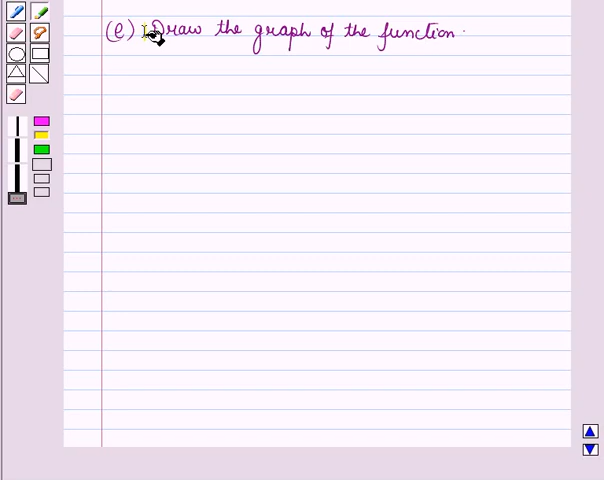 (e) Draw the graph of the function.